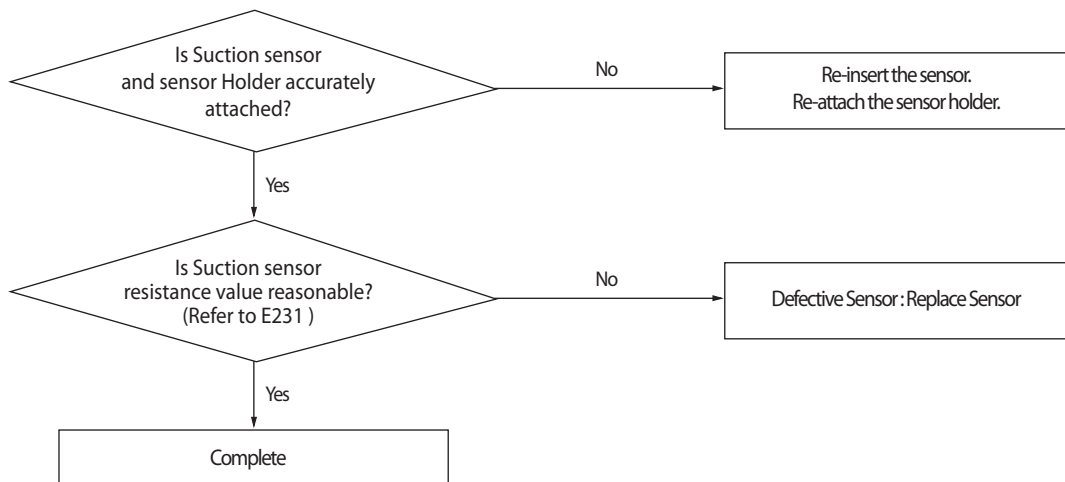 Is Suction sensor
and sensor Holder accurately
attached?
No
Re-insert the sensor.
Re-attach the sensor holder.
Yes
Is Suction sensor
resistance value reasonable?
(Refer to E231 )
No
Defective Sensor : Replace Sensor
Yes
Complete